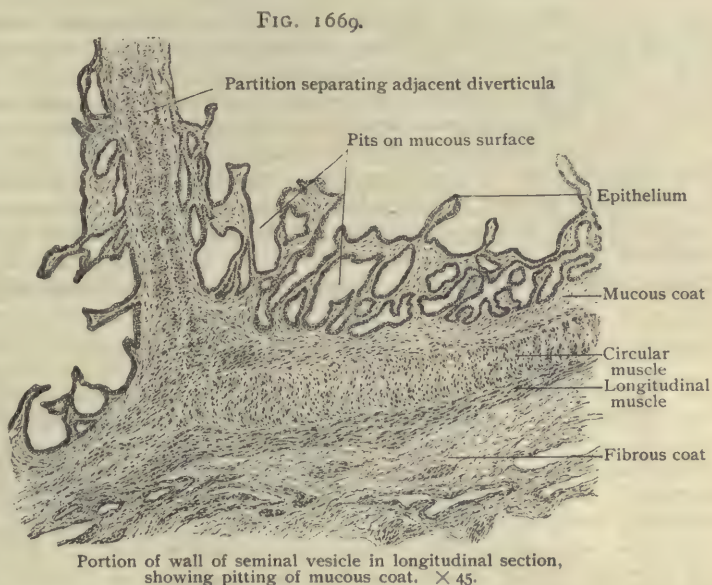 FIG. 1669.
Partition separating adjacent diverticula
Pits on mucous surface
Epithelium
Mucous coat
Circular
muscle
Longitudinal
muscle
Fibrous coat
Portion of wall of seminal vesicle in longitudinal section,
showing pitting of mucous coat. × 45.